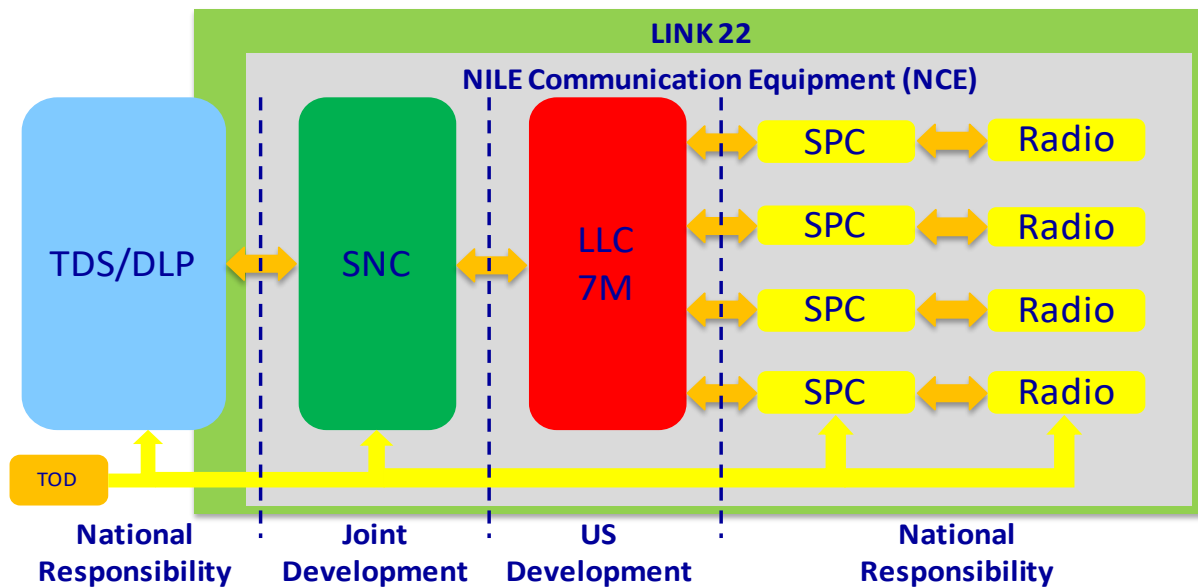 LINK 22
NILE Communication Equipment (NCE)
TDS/DLP
SNC
LLC
7M
SPC
Radio
SPC
Radio
SPC
Radio
SPC
Radio
TOD
National
Responsibility
Joint
Development
US
Development
National
Responsibility